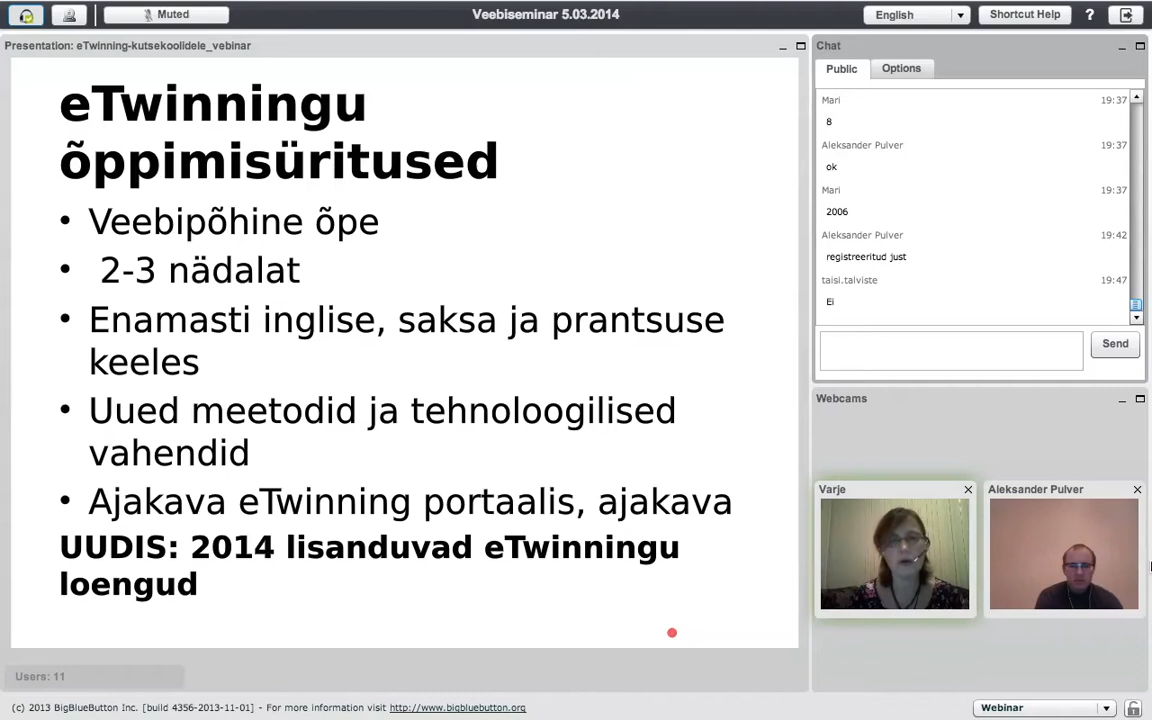 Muted
Veebiseminar 5.03.2014
English
Shortcut Help
?
Presentation: eTwinning-kutsekoolidele_vebinar
eTwinningu
õppimisüritused
• Veebipõhine õpe
• 2-3 nädalat
• Enamasti inglise, saksa ja prantsuse
keeles
• Uued meetodid ja tehnoloogilised
vahendid
• Ajakava eTwinning portaalis, ajakava
UUDIS: 2014 lisanduvad eTwinningu
loengud
Users: 11
Chat
Public
Options
Mari 19:37
8
Aleksander Pulver 19:37
ok
Mari 19:37
2006
Aleksander Pulver 19:42
registreeritud just
taisi.talviste 19:47
Ei
Send
Webcams
Varje
Aleksander Pulver
(c) 2013 BigBlueButton Inc. [build 4356-2013-11-01] - For more information visit http://www.bigbluebutton.org
Webinar